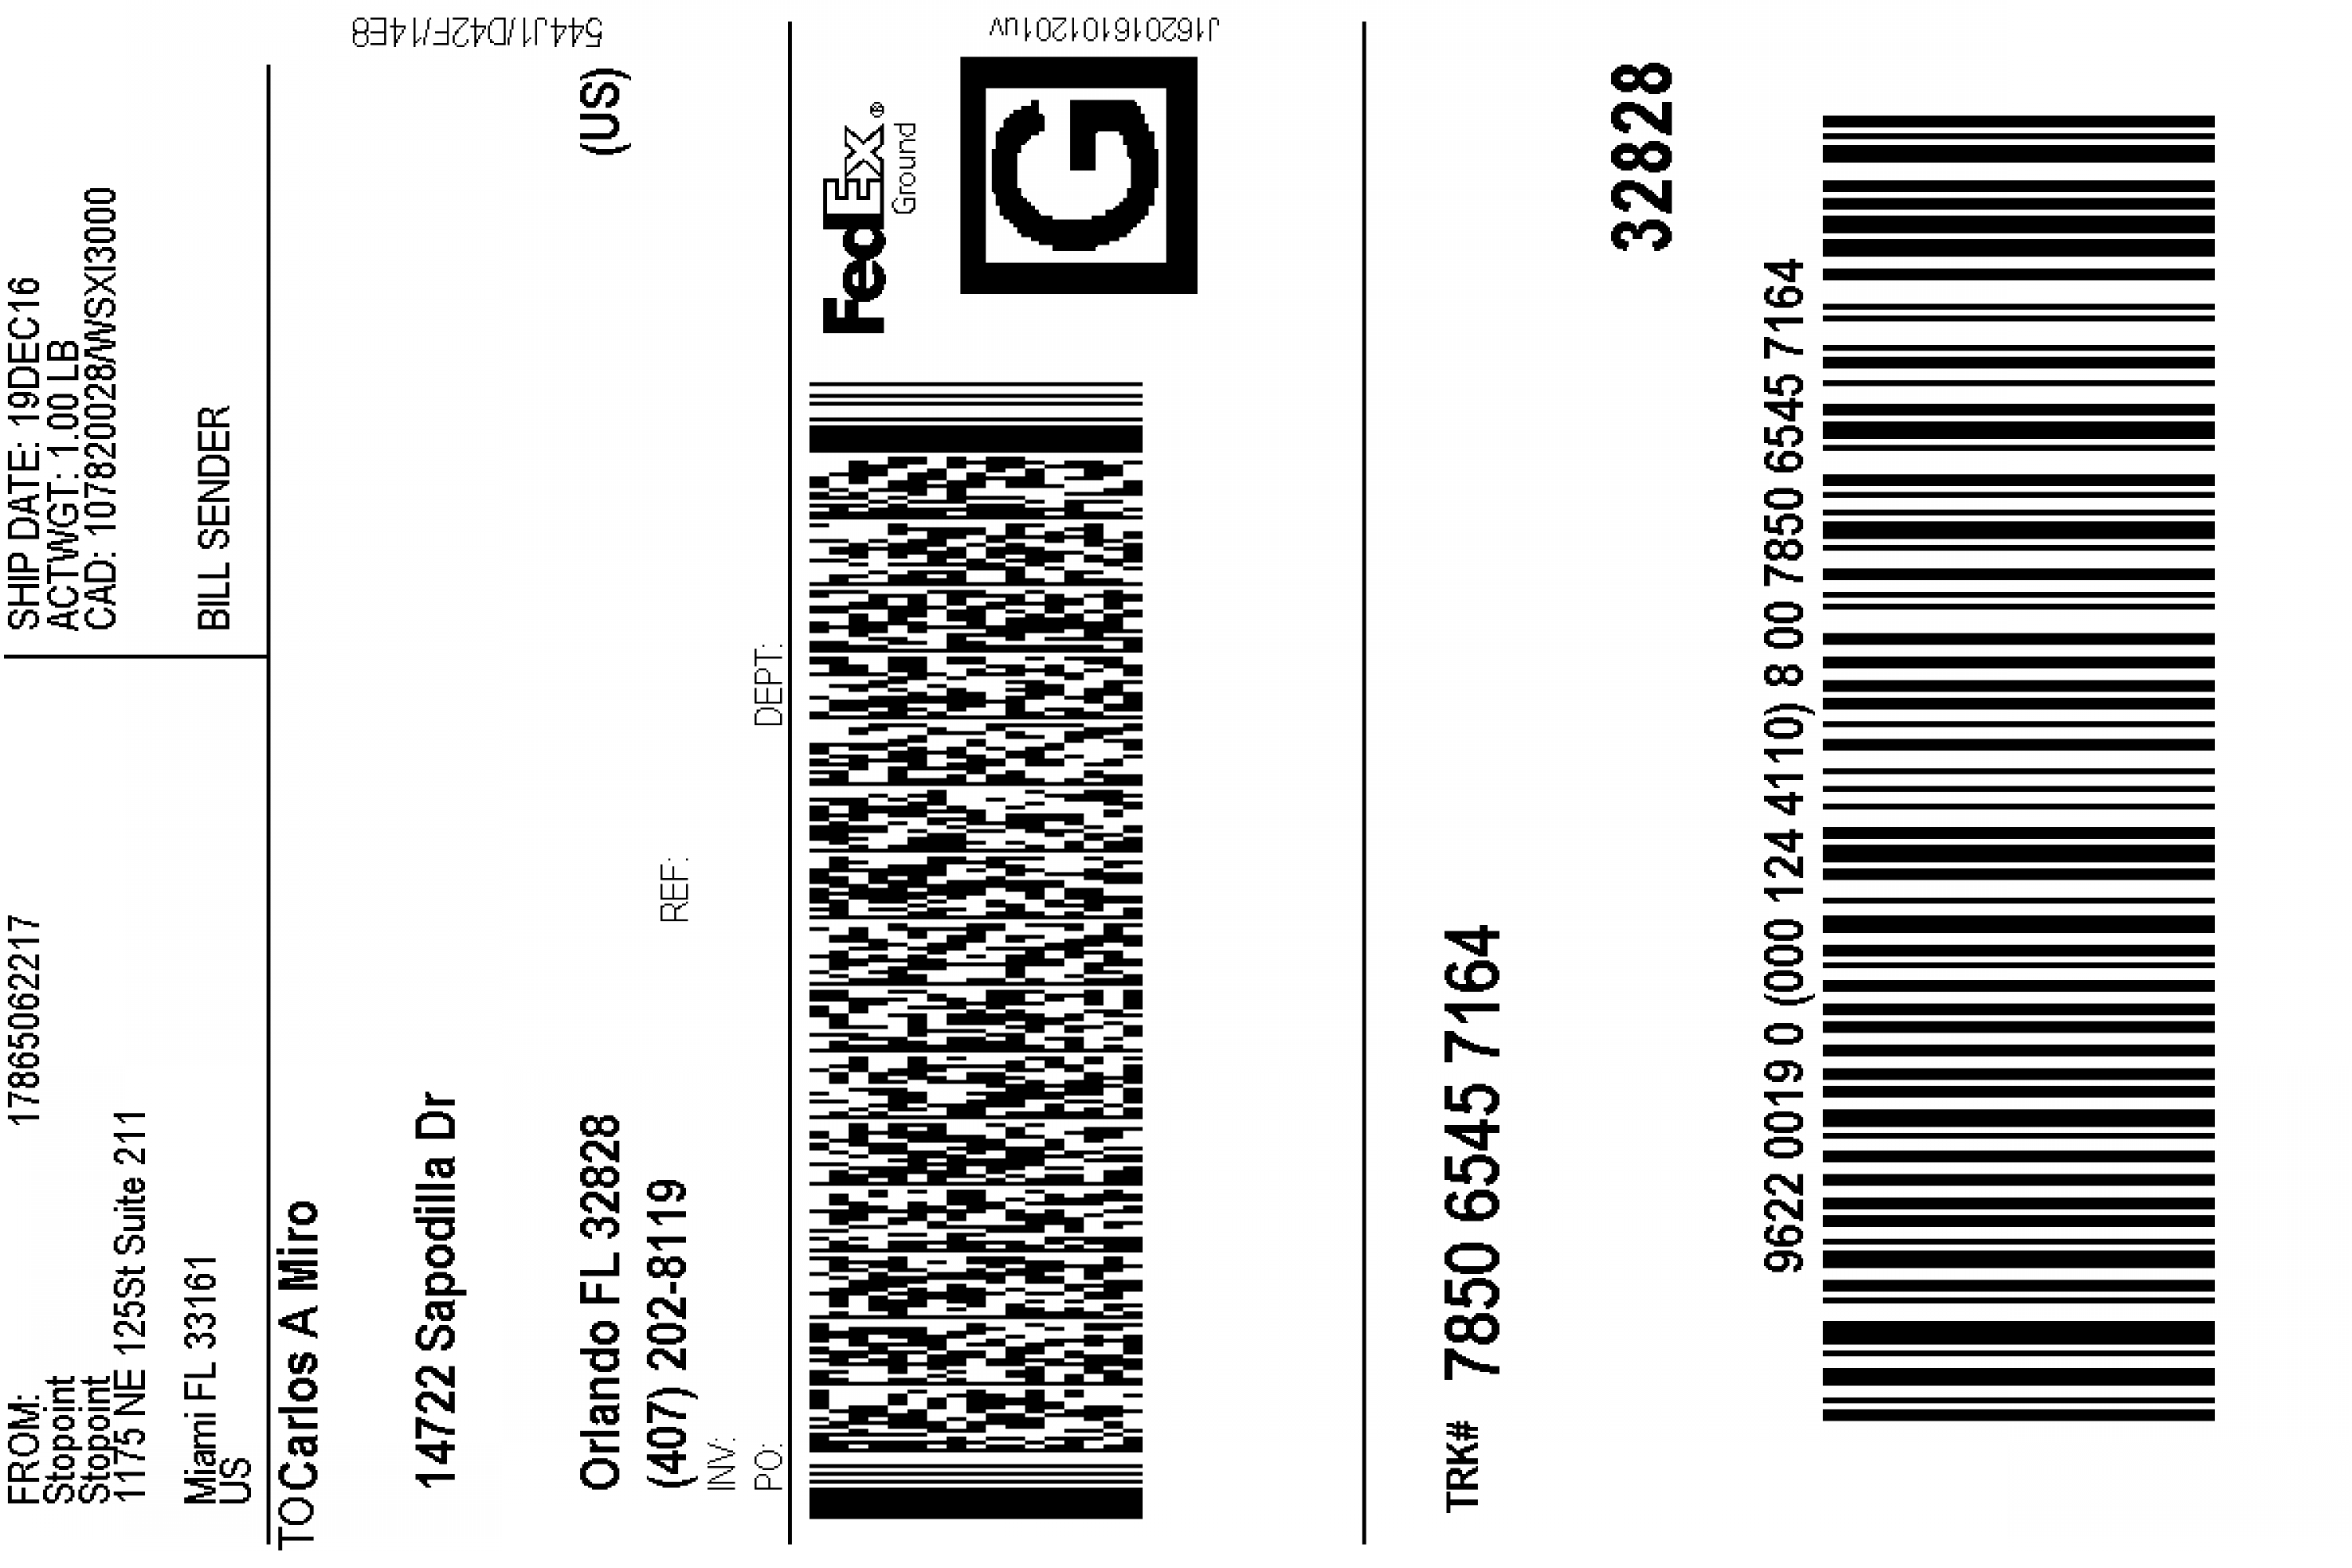 FROM: 17865062217
Stopoint
Stopoint
1175 NE 125St Suite 211
Miami FL 33161
US
SHIP DATE: 19DEC16
ACTWGT: 1.00 LB
CAD: 107820028/WSXI3000
BILL SENDER
TOCarlos A Miro
14722 Sapodilla Dr
Orlando FL 32828 (US)
(407) 202-8119 REF:
INV:
PO: DEPT:
544J1/D42F/14E8
FedEx®
Ground
G
J162016101201uv
TRK# 7850 6545 7164
32828
9622 0019 0 (000 124 4110) 8 00 7850 6545 7164